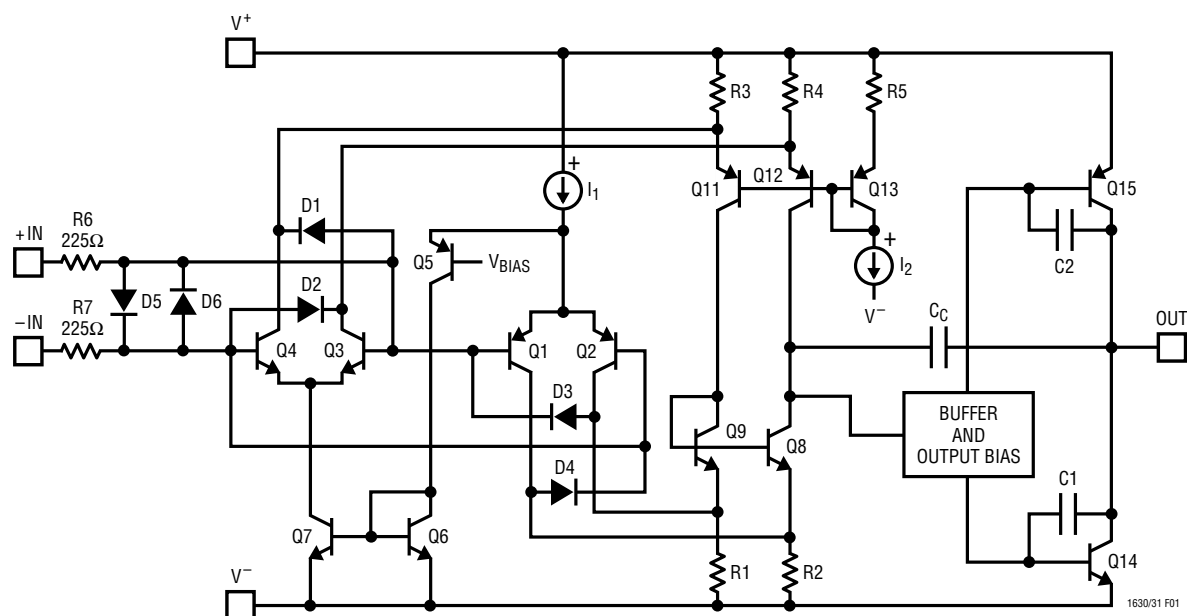 V+
R3
R4
R5
+
I1
Q11
Q12
Q13
Q15
D1
R6
225Ω
+IN
Q5
VBIAS
+
I2
C2
D5
D6
D2
R7
225Ω
−IN
V−
CC
OUT
Q4
Q3
Q1
Q2
D3
Q9
Q8
BUFFER
AND
OUTPUT BIAS
D4
C1
Q7
Q6
R1
R2
Q14
V−
1630/31 F01